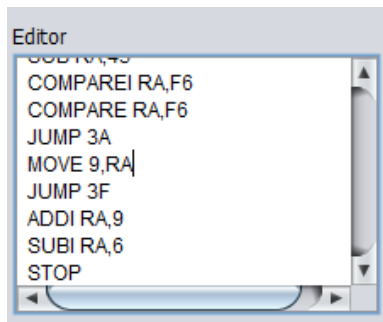 Editor
COMPAREI RA,F6
COMPARE RA,F6
JUMP 3A
MOVE 9,RA
JUMP 3F
ADDI RA,9
SUBI RA,6
STOP